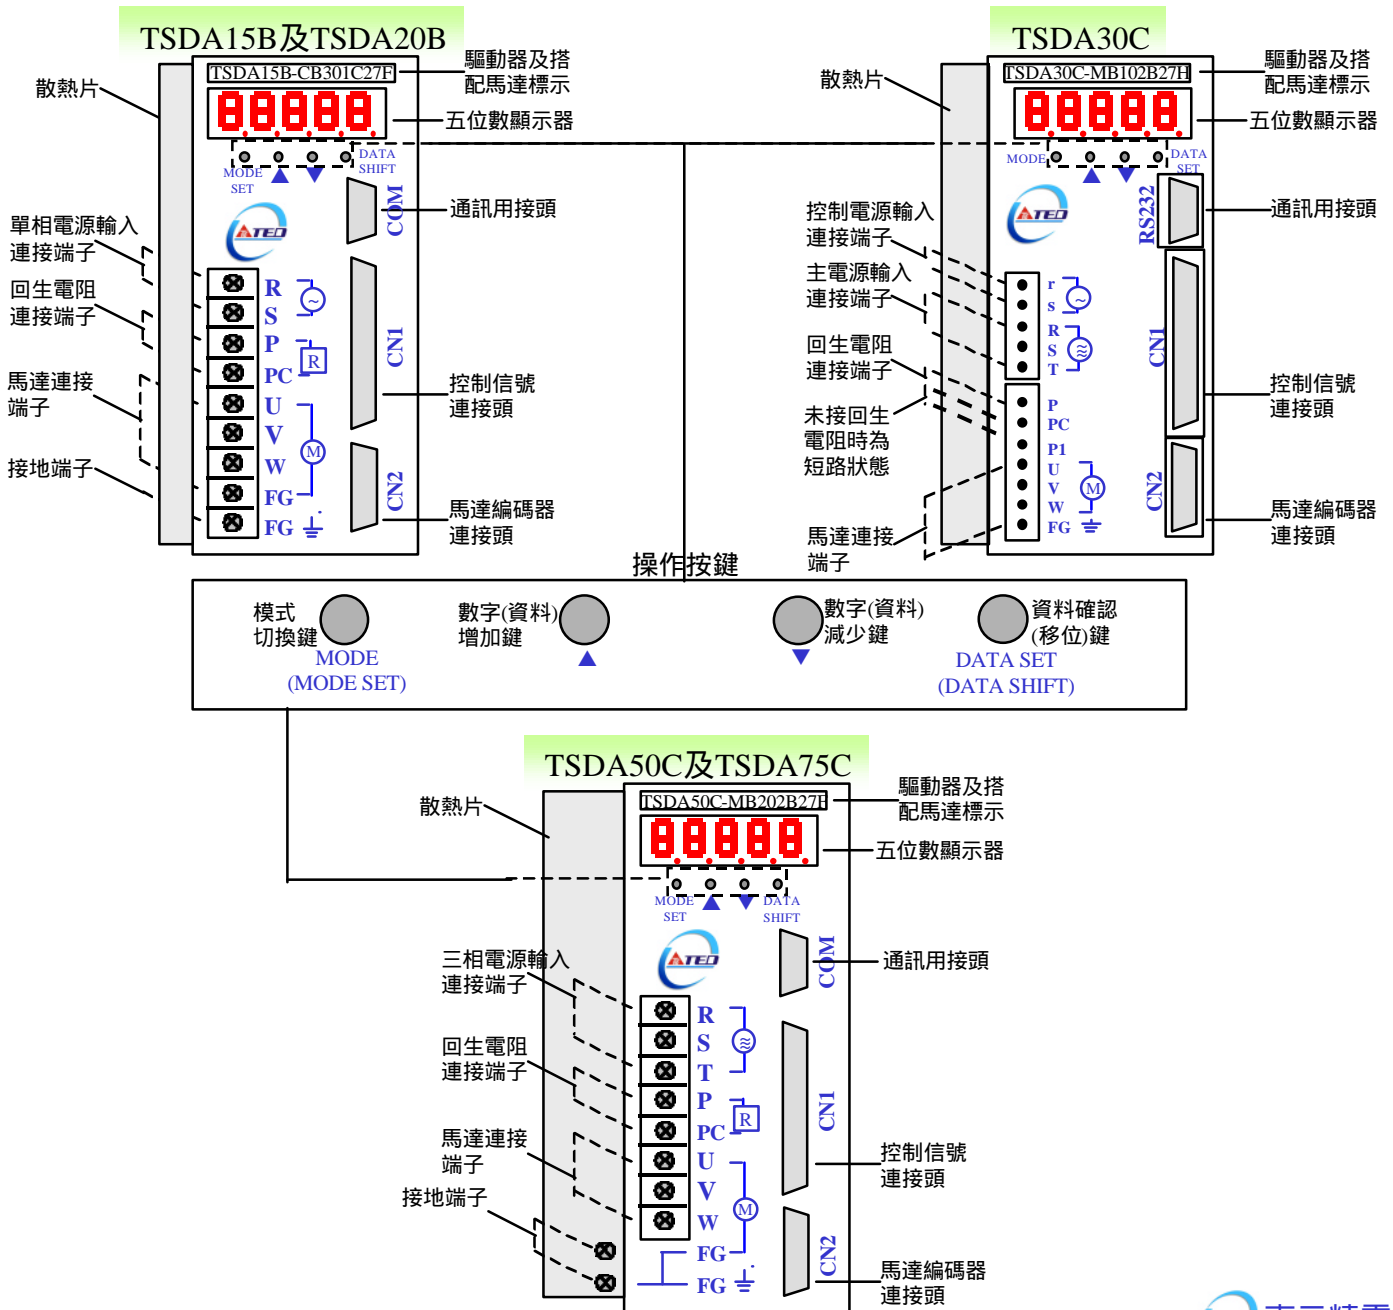 TSDA15B及TSDA20B
TSDA15B-CB301C27F
驅動器及搭
配馬達標示
散熱片
五位數顯示器
MODE
SET
DATA
SHIFT
ATED
COM
通訊用接頭
單相電源輸入
連接端子
R
S
回生電阻
連接端子
P
PC
R
CN1
馬達連接
端子
U
V
W
M
控制信號
連接頭
接地端子
FG
FG
CN2
馬達編碼器
連接頭
TSDA30C
TSDA30C-MB102B27H
驅動器及搭
配馬達標示
散熱片
五位數顯示器
MODE
DATA
SET
ATED
RS232
通訊用接頭
控制電源輸入
連接端子
r
s
主電源輸入
連接端子
R
S
T
CN1
回生電阻
連接端子
P
PC
P1
控制信號
連接頭
未接回生
電阻時為
短路狀態
U
V
W
M
FG
CN2
馬達編碼器
連接頭
馬達連接
端子
操作按鍵
模式
切換鍵
MODE
(MODE SET)
數字(資料)
增加鍵
數字(資料)
減少鍵
資料確認
(移位)鍵
DATA SET
(DATA SHIFT)
TSDA50C及TSDA75C
TSDA50C-MB202B27F
驅動器及搭
配馬達標示
散熱片
五位數顯示器
MODE
SET
DATA
SHIFT
ATED
COM
通訊用接頭
三相電源輸入
連接端子
R
S
T
回生電阻
連接端子
P
PC
R
CN1
馬達連接
端子
U
V
W
M
控制信號
連接頭
接地端子
FG
FG
CN2
馬達編碼器
連接頭